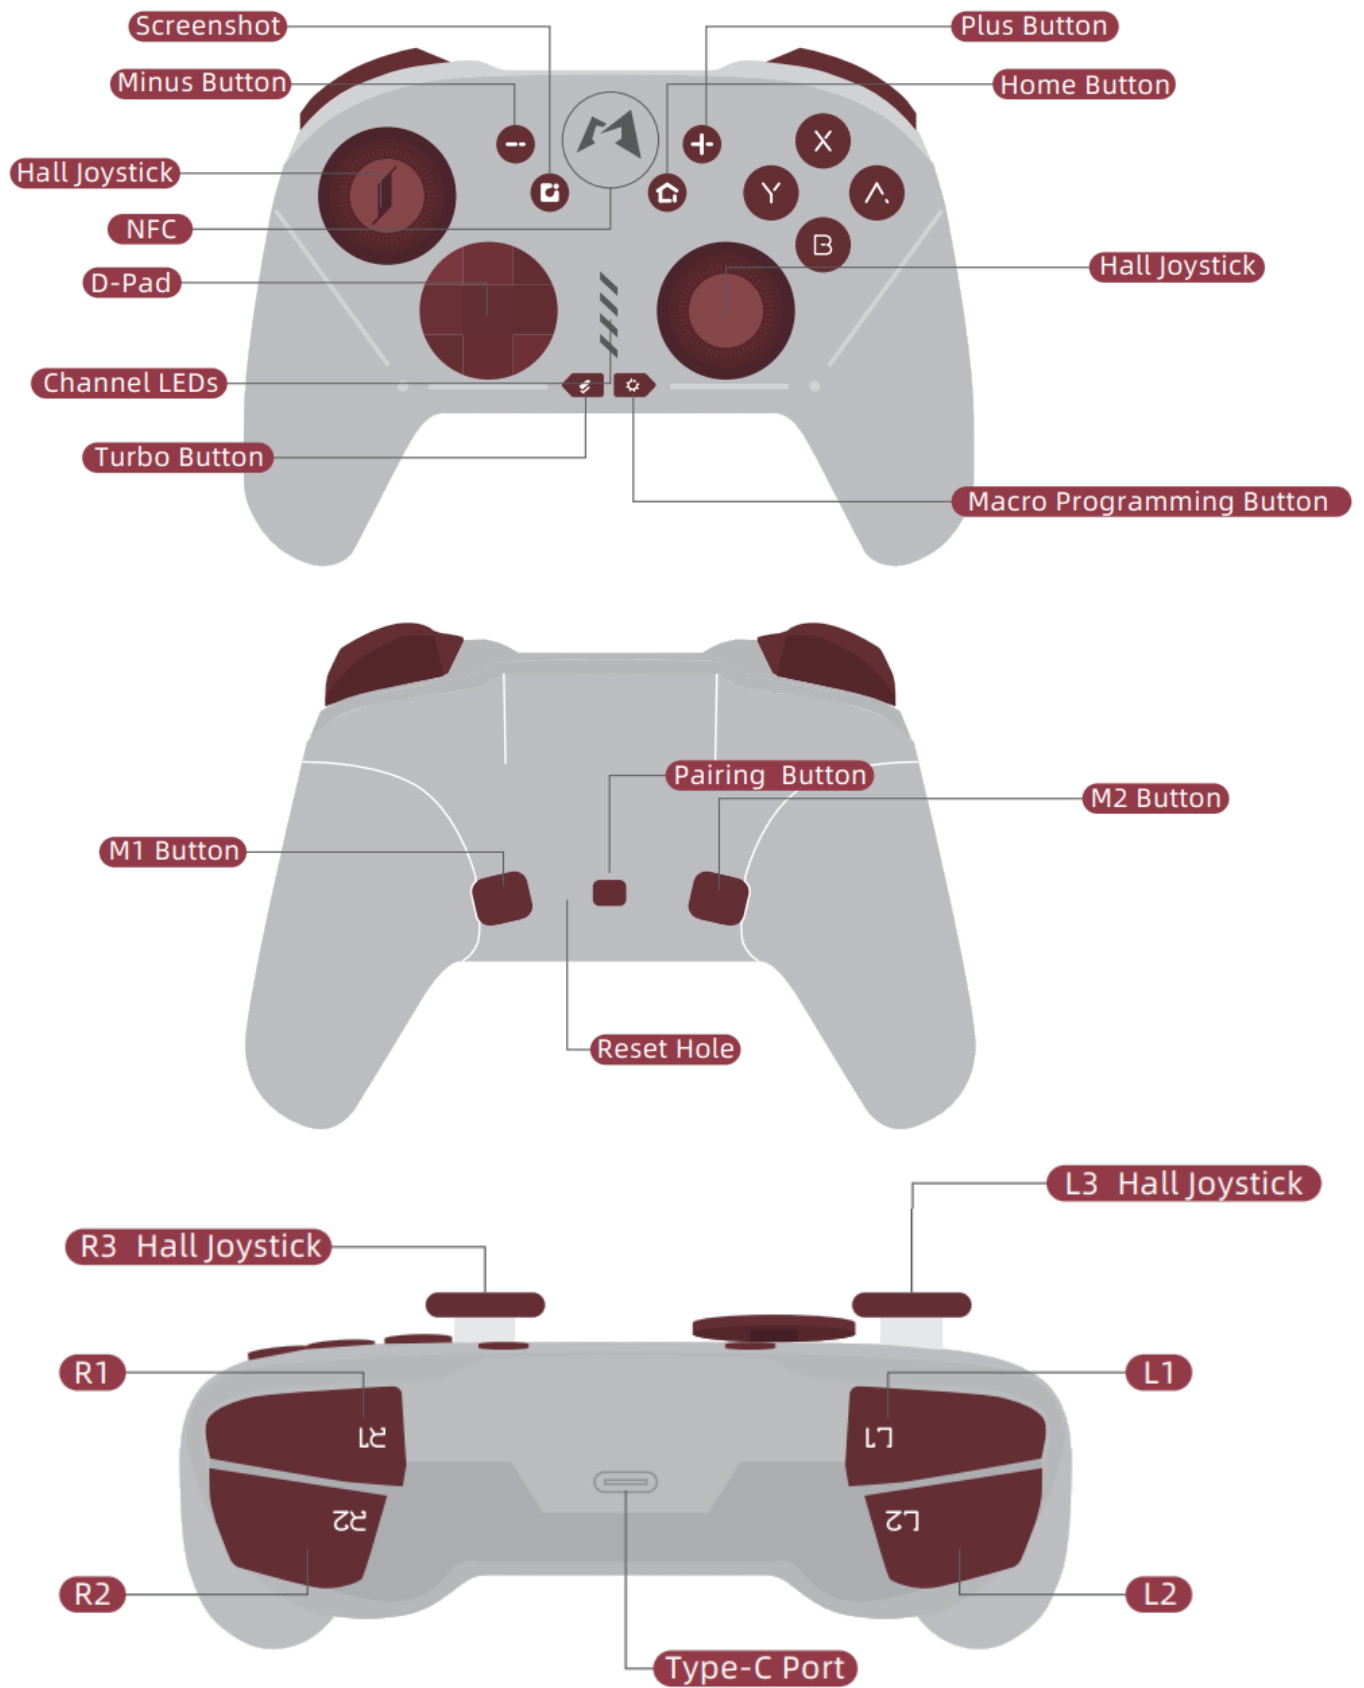 Screenshot
Plus Button
Minus Button
Home Button
X
Hall Joystick
Y
A
NFC
B
Hall Joystick
D-Pad
Channel LEDs
Turbo Button
Macro Programming Button
Pairing Button
M2 Button
M1 Button
Reset Hole
L3 Hall Joystick
R3 Hall Joystick
R1
L1
R1
L1
R2
L2
R2
L2
Type-C Port